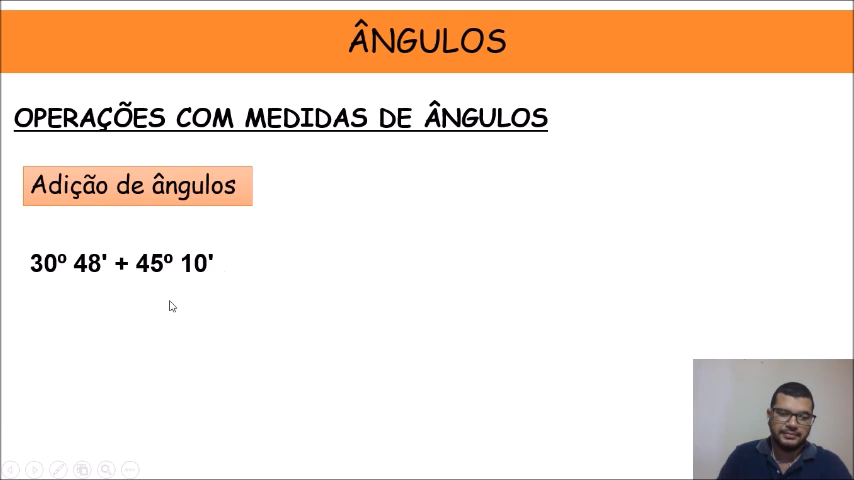 ÂNGULOS
OPERAÇÕES COM MEDIDAS DE ÂNGULOS
Adição de ângulos
30º 48' + 45º 10'